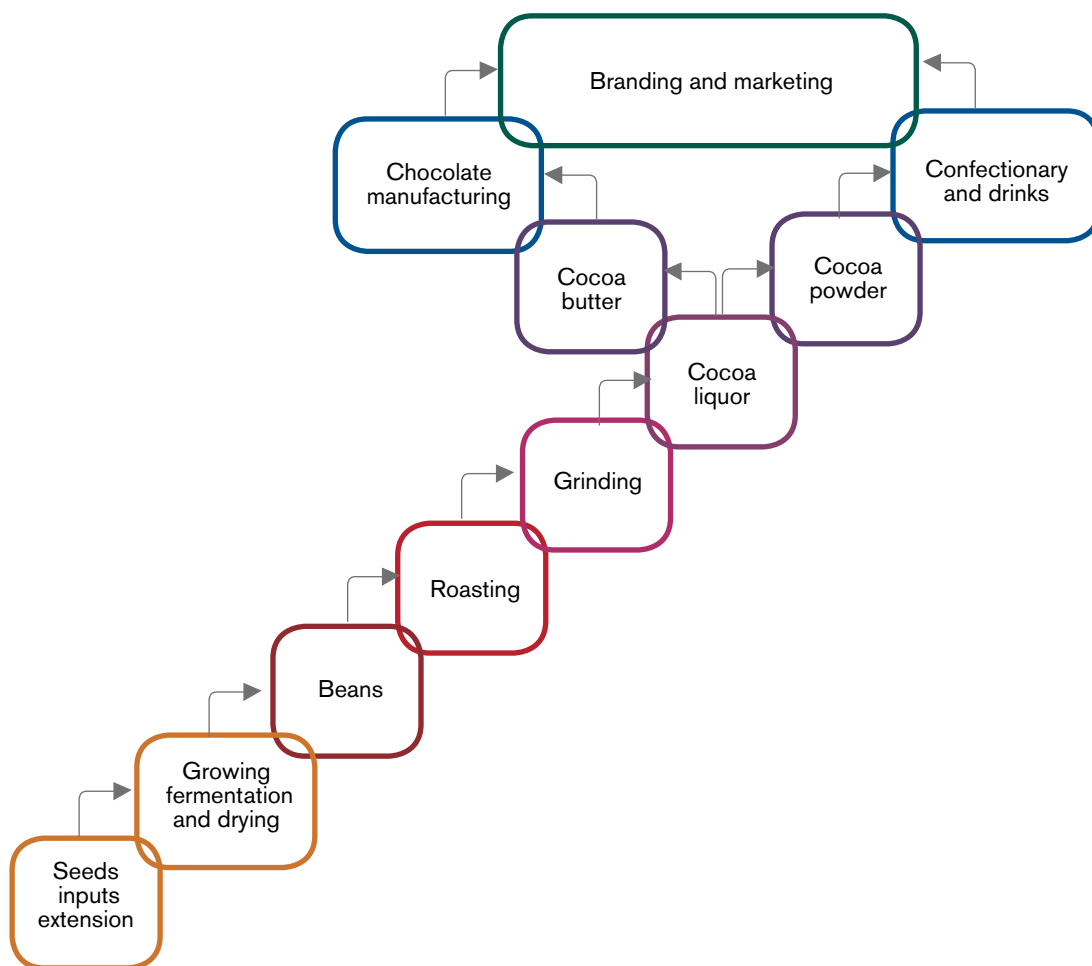 Branding and marketing
Chocolate
manufacturing
Confectionary
and drinks
Cocoa
butter
Cocoa
powder
Cocoa
liquor
Grinding
Roasting
Beans
Growing
fermentation
and drying
Seeds
inputs
extension